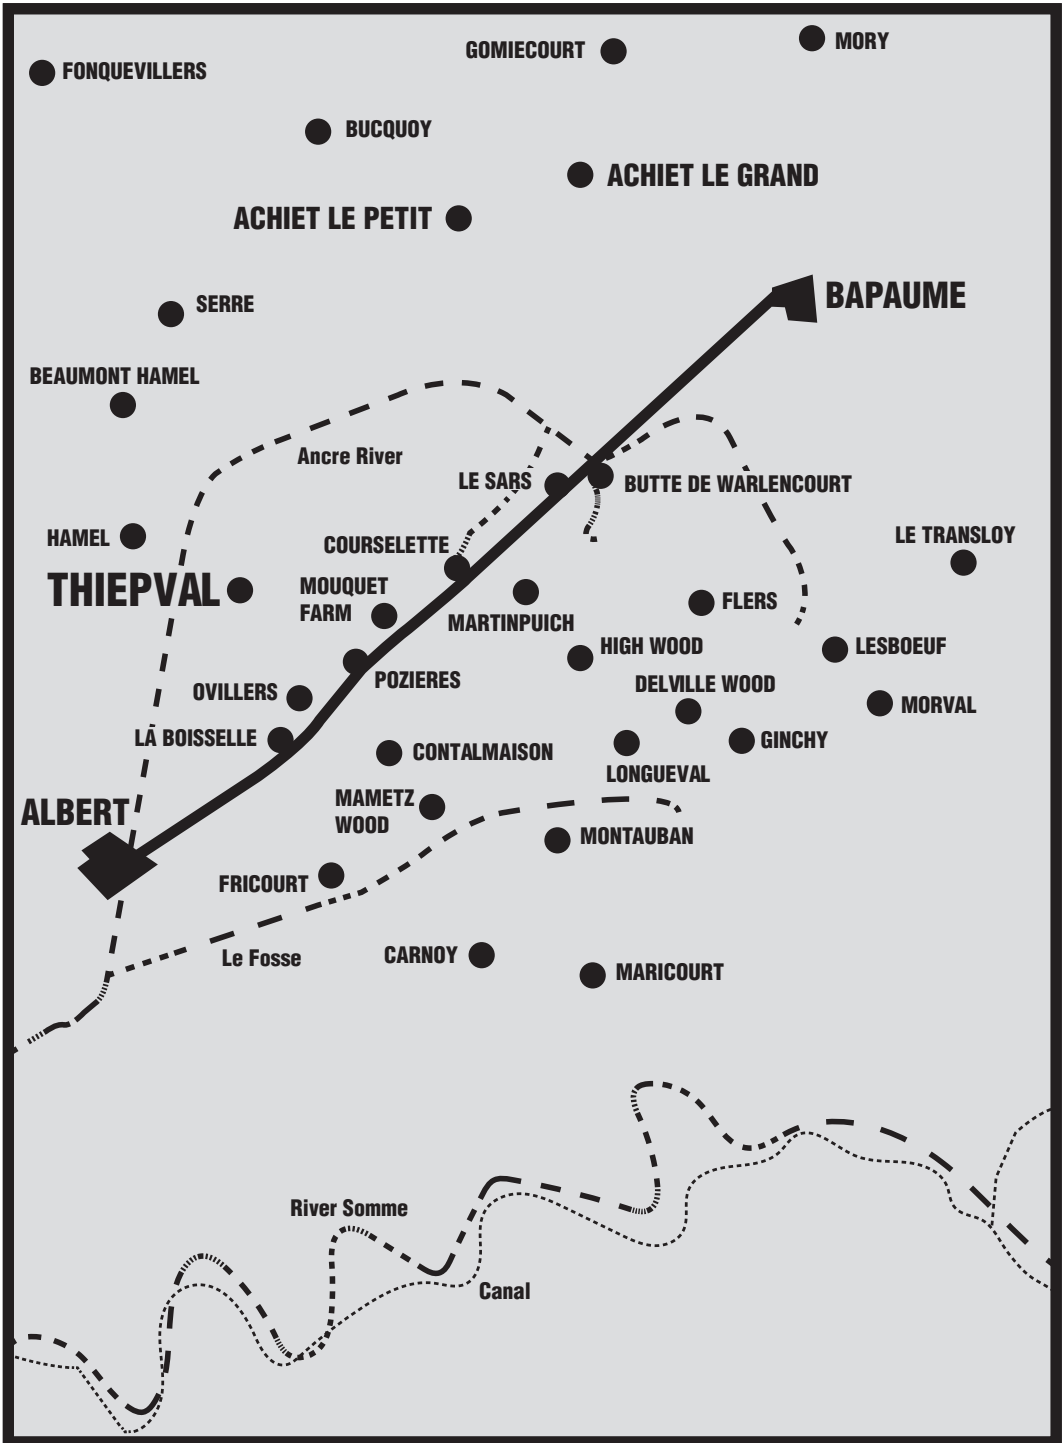 GOMIECOURT
MORY
FONQUEVILLERS
BUCQUOY
ACHIET LE GRAND
ACHIET LE PETIT
BAPAUME
SERRE
BEAUMONT HAMEL
Ancre River
LE SARS
BUTTE DE WARLENCOURT
HAMEL
COURSELETTE
LE TRANSLOY
THIEPVAL
MOUQUET
FARM
MARTINPUICH
FLERS
HIGH WOOD
LESBOEUF
POZIERES
DELVILLE WOOD
OVILLERS
MORVAL
LA BOISSELLE
CONTALMAISON
GINCHY
LONGUEVAL
ALBERT
MAMETZ
WOOD
MONTAUBAN
FRICOURT
Le Fosse
CARNOY
MARICOURT
River Somme
Canal